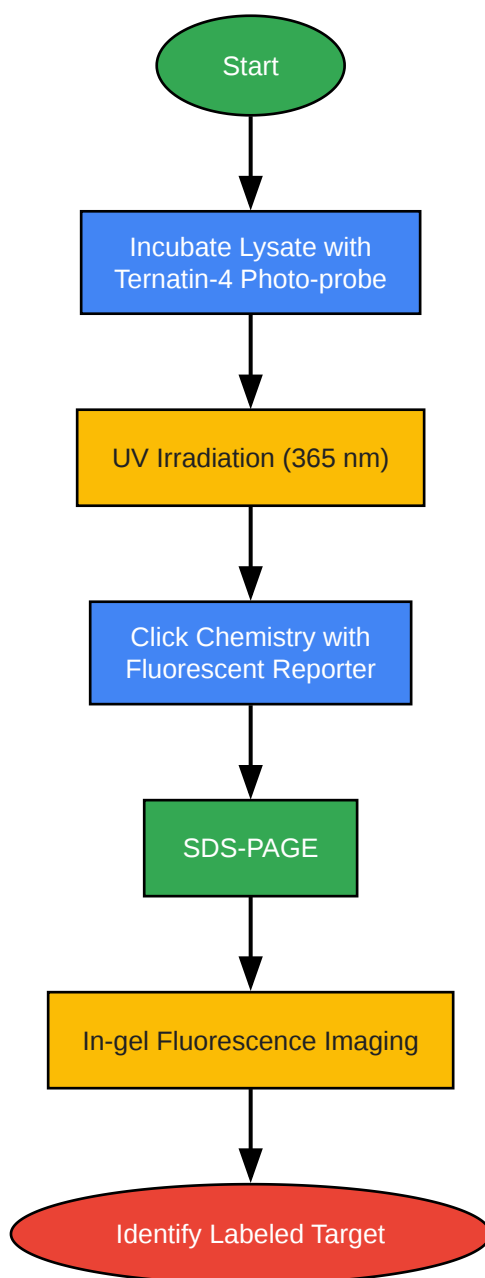 Start
Incubate Lysate with
Ternatin-4 Photo-probe
UV Irradiation (365 nm)
Click Chemistry with
Fluorescent Reporter
SDS-PAGE
In-gel Fluorescence Imaging
Identify Labeled Target